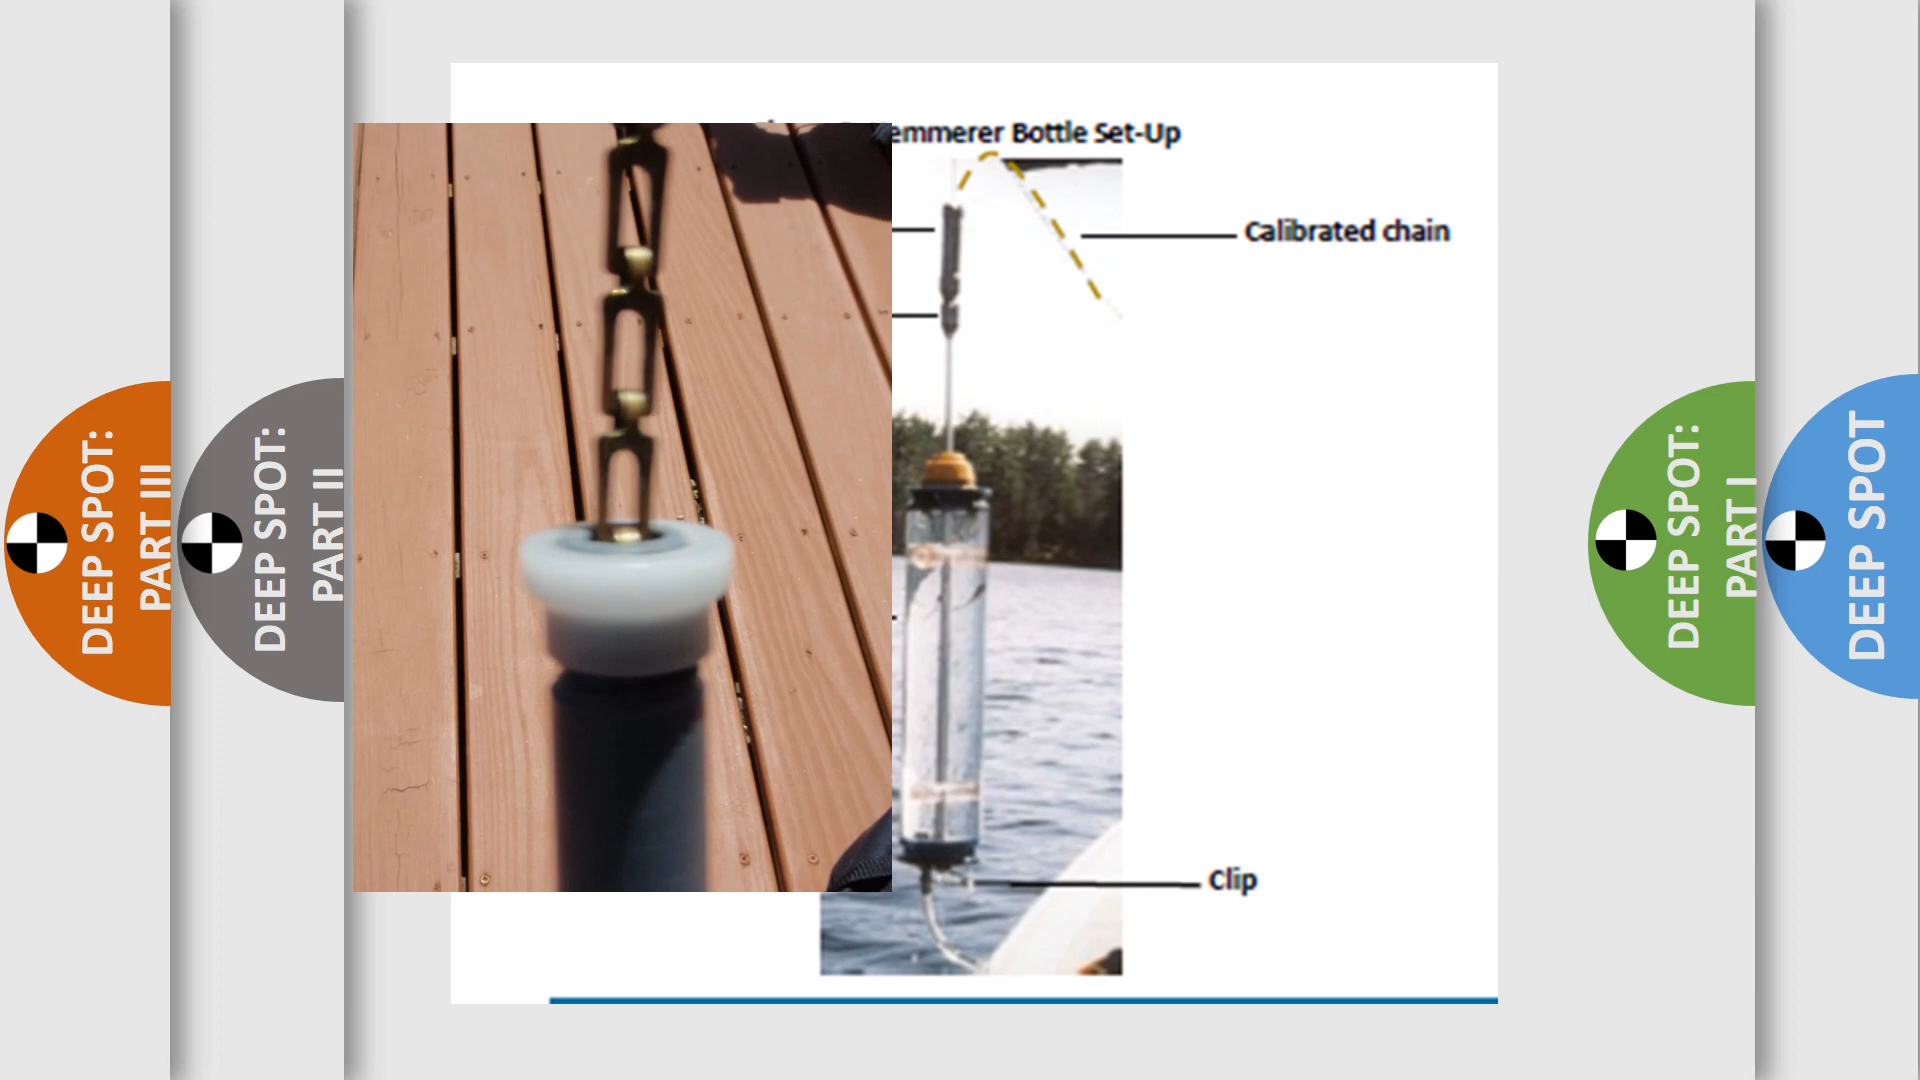 DEEP SPOT:
PART III
DEEP SPOT:
PART II
emmerer Bottle Set-Up
Calibrated chain
Clip
DEEP SPOT:
PART I
DEEP SPOT